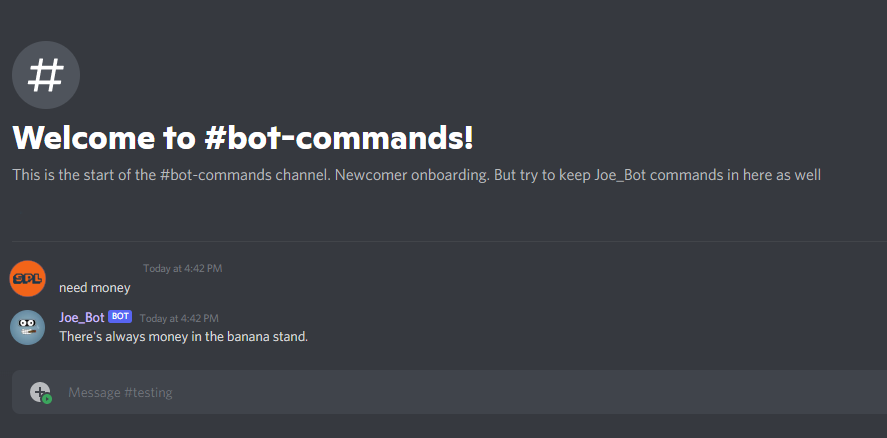 #
Welcome to #bot-commands!
This is the start of the #bot-commands channel. Newcomer onboarding. But try to keep Joe_Bot commands in here as well
Today at 4:42 PM
SPL
need money
Joe_Bot BOT Today at 4:42 PM
There's always money in the banana stand.
Message #testing